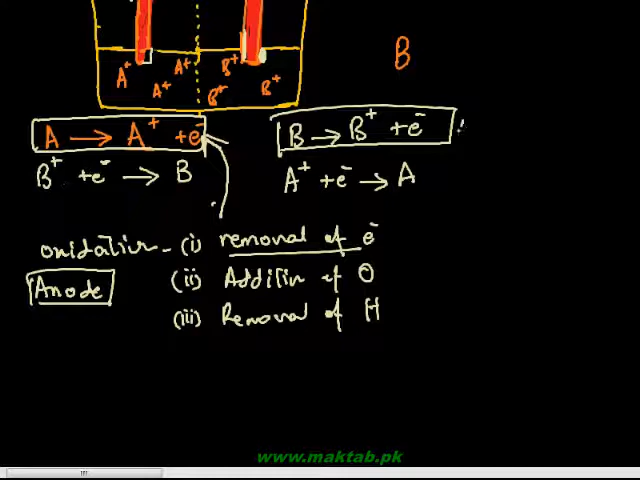 B
A+ A+ B+
A+ B+ B+
A → A+ + e-
B → B+ + e-
B+ + e- → B
A+ + e- → A
oxidation - (i) removal of e-
Anode (ii) Addition of O
(iii) Removal of H
www.maktab.pk